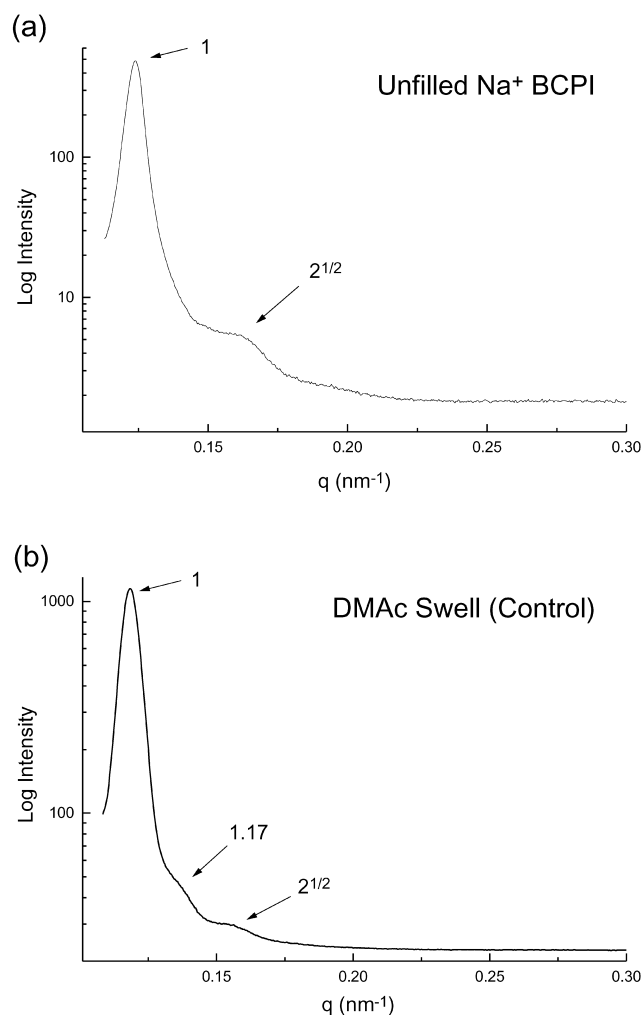 (a)
1
Unfilled Na⁺ BCPI
100
Log Intensity
2¹/²
10
0.15
0.20
0.25
0.30
q (nm⁻¹)
(b)
1
1000
DMAc Swell (Control)
Log Intensity
100
1.17
2¹/²
0.15
0.20
0.25
0.30
q (nm⁻¹)